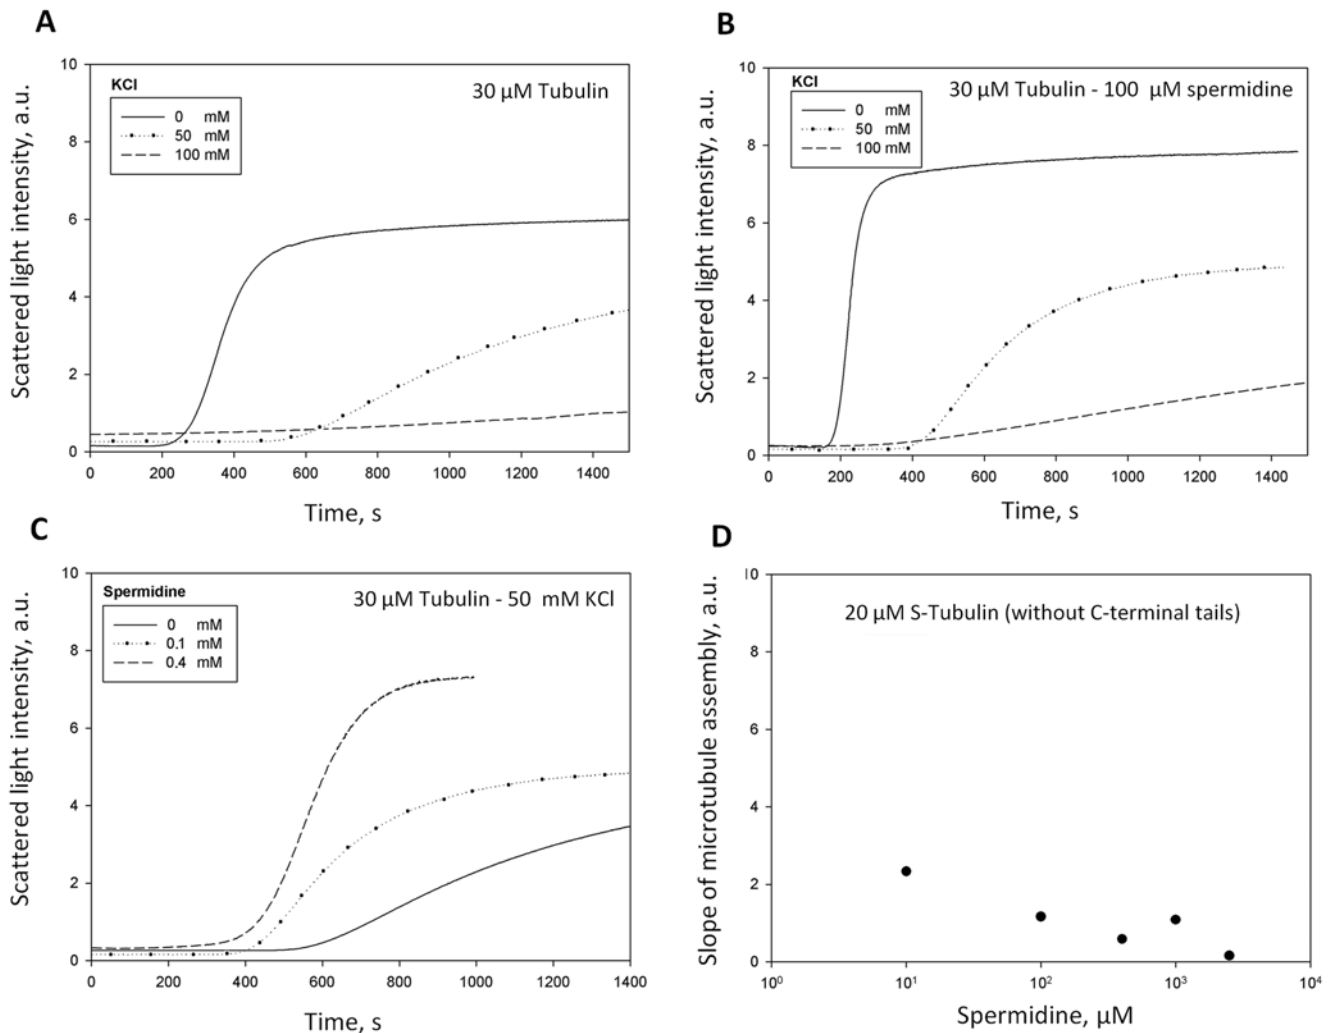 A
KCl
0 mM
50 mM
100 mM
30 µM Tubulin
Scattered light intensity, a.u.
10
8
6
4
2
0
0 200 400 600 800 1000 1200 1400
Time, s
B
KCl
0 mM
50 mM
100 mM
30 µM Tubulin - 100 µM spermidine
Scattered light intensity, a.u.
10
8
6
4
2
0
0 200 400 600 800 1000 1200 1400
Time, s
C
Spermidine
0 mM
0.1 mM
0.4 mM
30 µM Tubulin - 50 mM KCl
Scattered light intensity, a.u.
10
8
6
4
2
0
0 200 400 600 800 1000 1200 1400
Time, s
D
20 µM S-Tubulin (without C-terminal tails)
Slope of microtubule assembly, a.u.
10
8
6
4
2
0
10⁰ 10¹ 10² 10³ 10⁴
Spermidine, µM